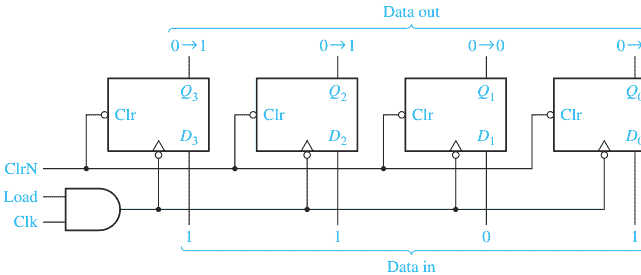 Data out
0→1 0→1 0→0 0→
Q3 Q2 Q1 Q0
Clr Clr Clr Clr
D3 D2 D1 D0
ClrN
Load
Clk
1 1 0 1
Data in